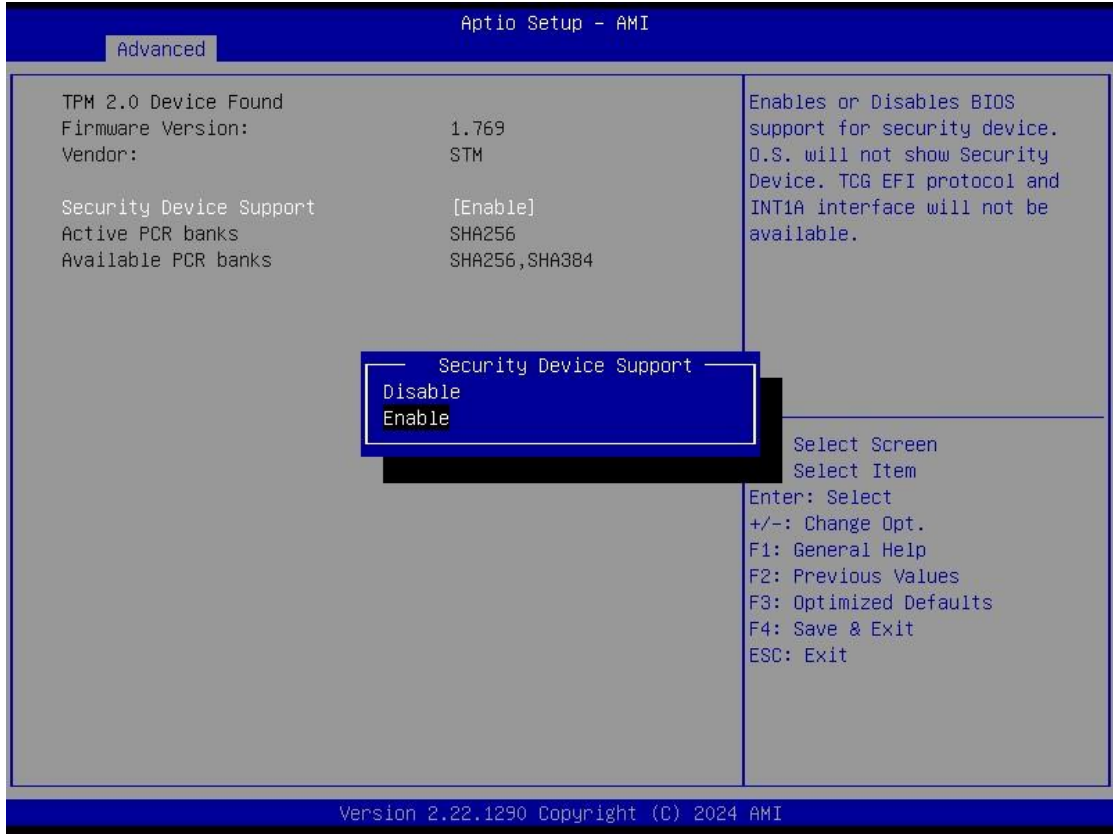 Aptio Setup - AMI
Advanced
TPM 2.0 Device Found
Firmware Version: 1.769
Vendor: STM
Security Device Support [Enable]
Active PCR banks SHA256
Available PCR banks SHA256,SHA384
Enables or Disables BIOS
support for security device.
O.S. will not show Security
Device. TCG EFI protocol and
INT1A interface will not be
available.
Security Device Support
Disable
Enable
Select Screen
Select Item
Enter: Select
+/-: Change Opt.
F1: General Help
F2: Previous Values
F3: Optimized Defaults
F4: Save & Exit
ESC: Exit
Version 2.22.1290 Copyright (C) 2024 AMI